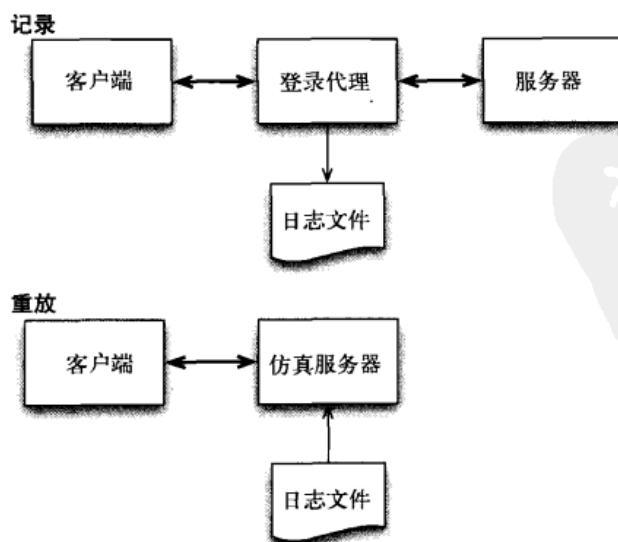 记录
客户端
登录代理
服务器
日志文件
重放
客户端
仿真服务器
日志文件